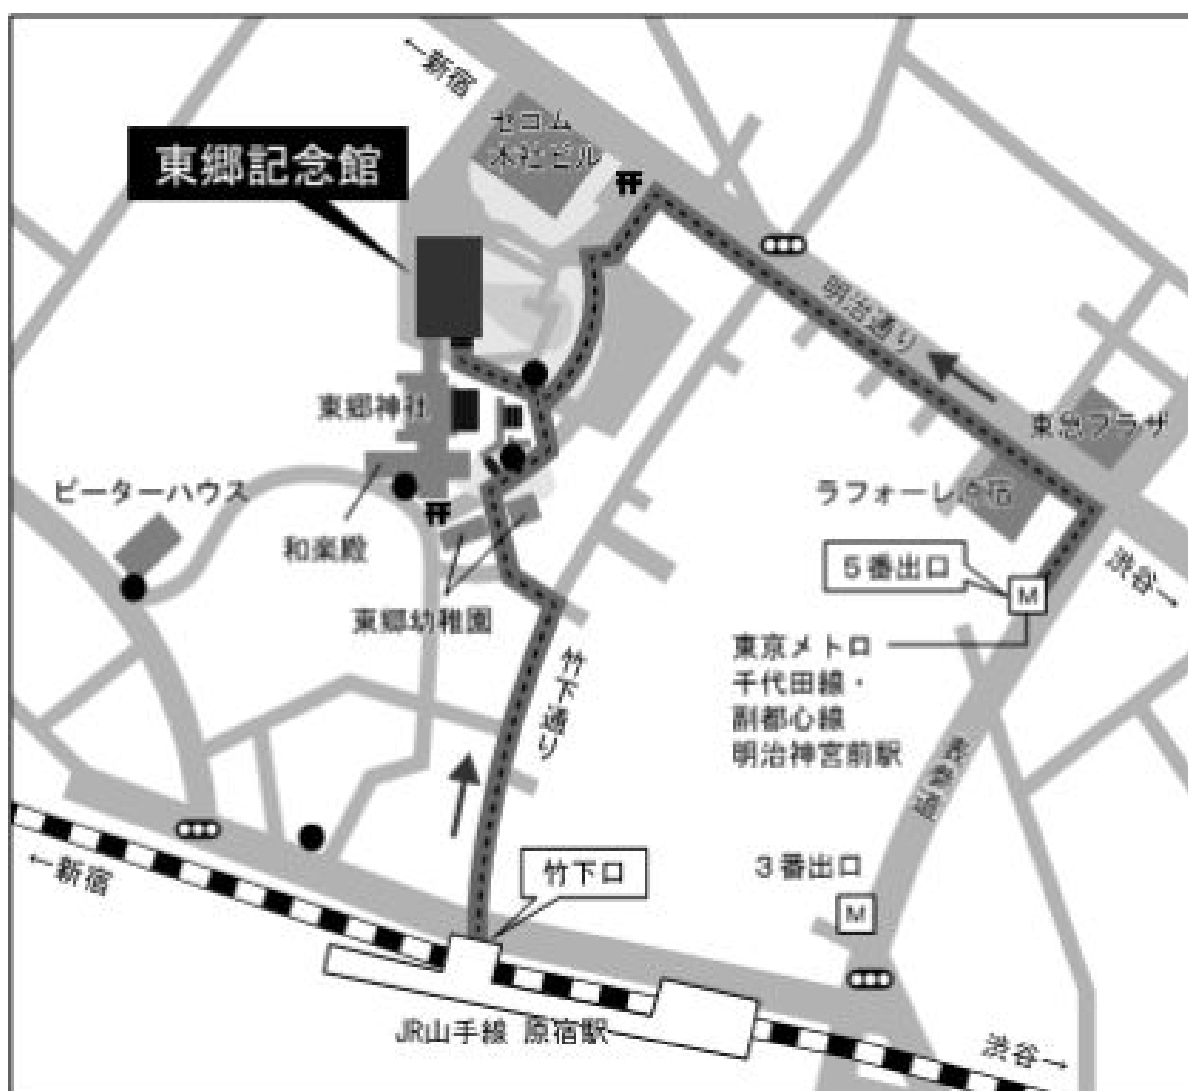 ←新宿
セコム
本社ビル
東郷記念館
明治通り
東急プラザ
東郷神社
ピーターハウス
ラフォーレ原宿
和楽殿
5番出口
M
渋谷→
東郷幼稚園
東京メトロ
千代田線・
副都心線
明治神宮前駅
竹下通り
表参道
3番出口
M
竹下口
←新宿
JR山手線 原宿駅
渋谷→